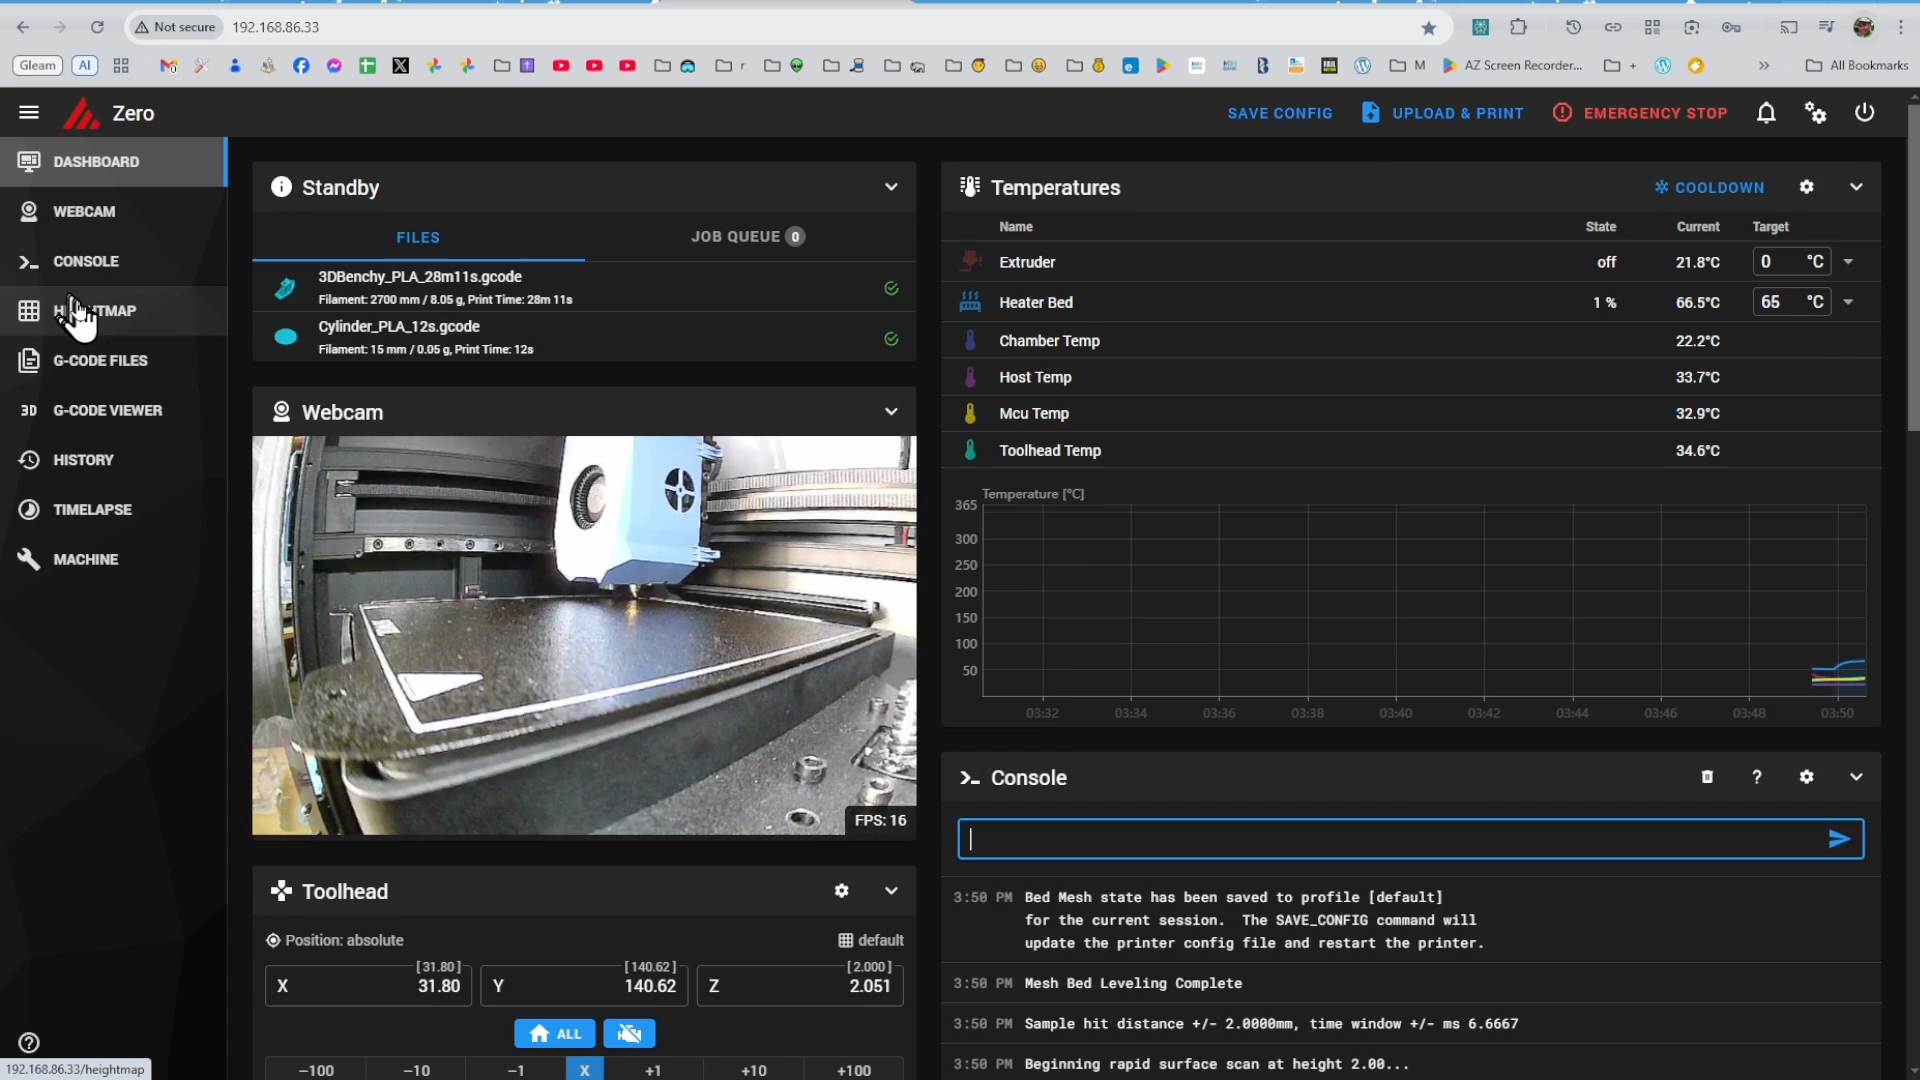 Not secure
192.168.86.33
Gleam
AI
M
AZ Screen Recorder...
All Bookmarks
Zero
SAVE CONFIG
UPLOAD & PRINT
EMERGENCY STOP
DASHBOARD
WEBCAM
CONSOLE
G-CODE FILES
3D G-CODE VIEWER
HISTORY
TIMELAPSE
MACHINE
192.168.86.33/heightmap
Standby
FILES
JOB QUEUE 0
3DBenchy_PLA_28m11s.gcode
Filament: 2700 mm / 8.05 g, Print Time: 28m 11s
Cylinder_PLA_12s.gcode
Filament: 15 mm / 0.05 g, Print Time: 12s
Webcam
FPS: 16
Toolhead
Position: absolute
default
[31.80]
X 31.80
[140.62]
Y 140.62
[2.000]
Z 2.051
ALL
−100 −10 −1 X +1 +10 +100
Temperatures
COOLDOWN
Name State Current Target
Extruder off 21.8°C 0 °C
Heater Bed 1 % 66.5°C 65 °C
Chamber Temp 22.2°C
Host Temp 33.7°C
Mcu Temp 32.9°C
Toolhead Temp 34.6°C
Temperature [°C]
365
300
250
200
150
100
50
03:32 03:34 03:36 03:38 03:40 03:42 03:44 03:46 03:48 03:50
Console
3:50 PM Bed Mesh state has been saved to profile [default]
for the current session. The SAVE_CONFIG command will
update the printer config file and restart the printer.
3:50 PM Mesh Bed Leveling Complete
3:50 PM Sample hit distance +/- 2.0000mm, time window +/- ms 6.6667
3:50 PM Beginning rapid surface scan at height 2.00...